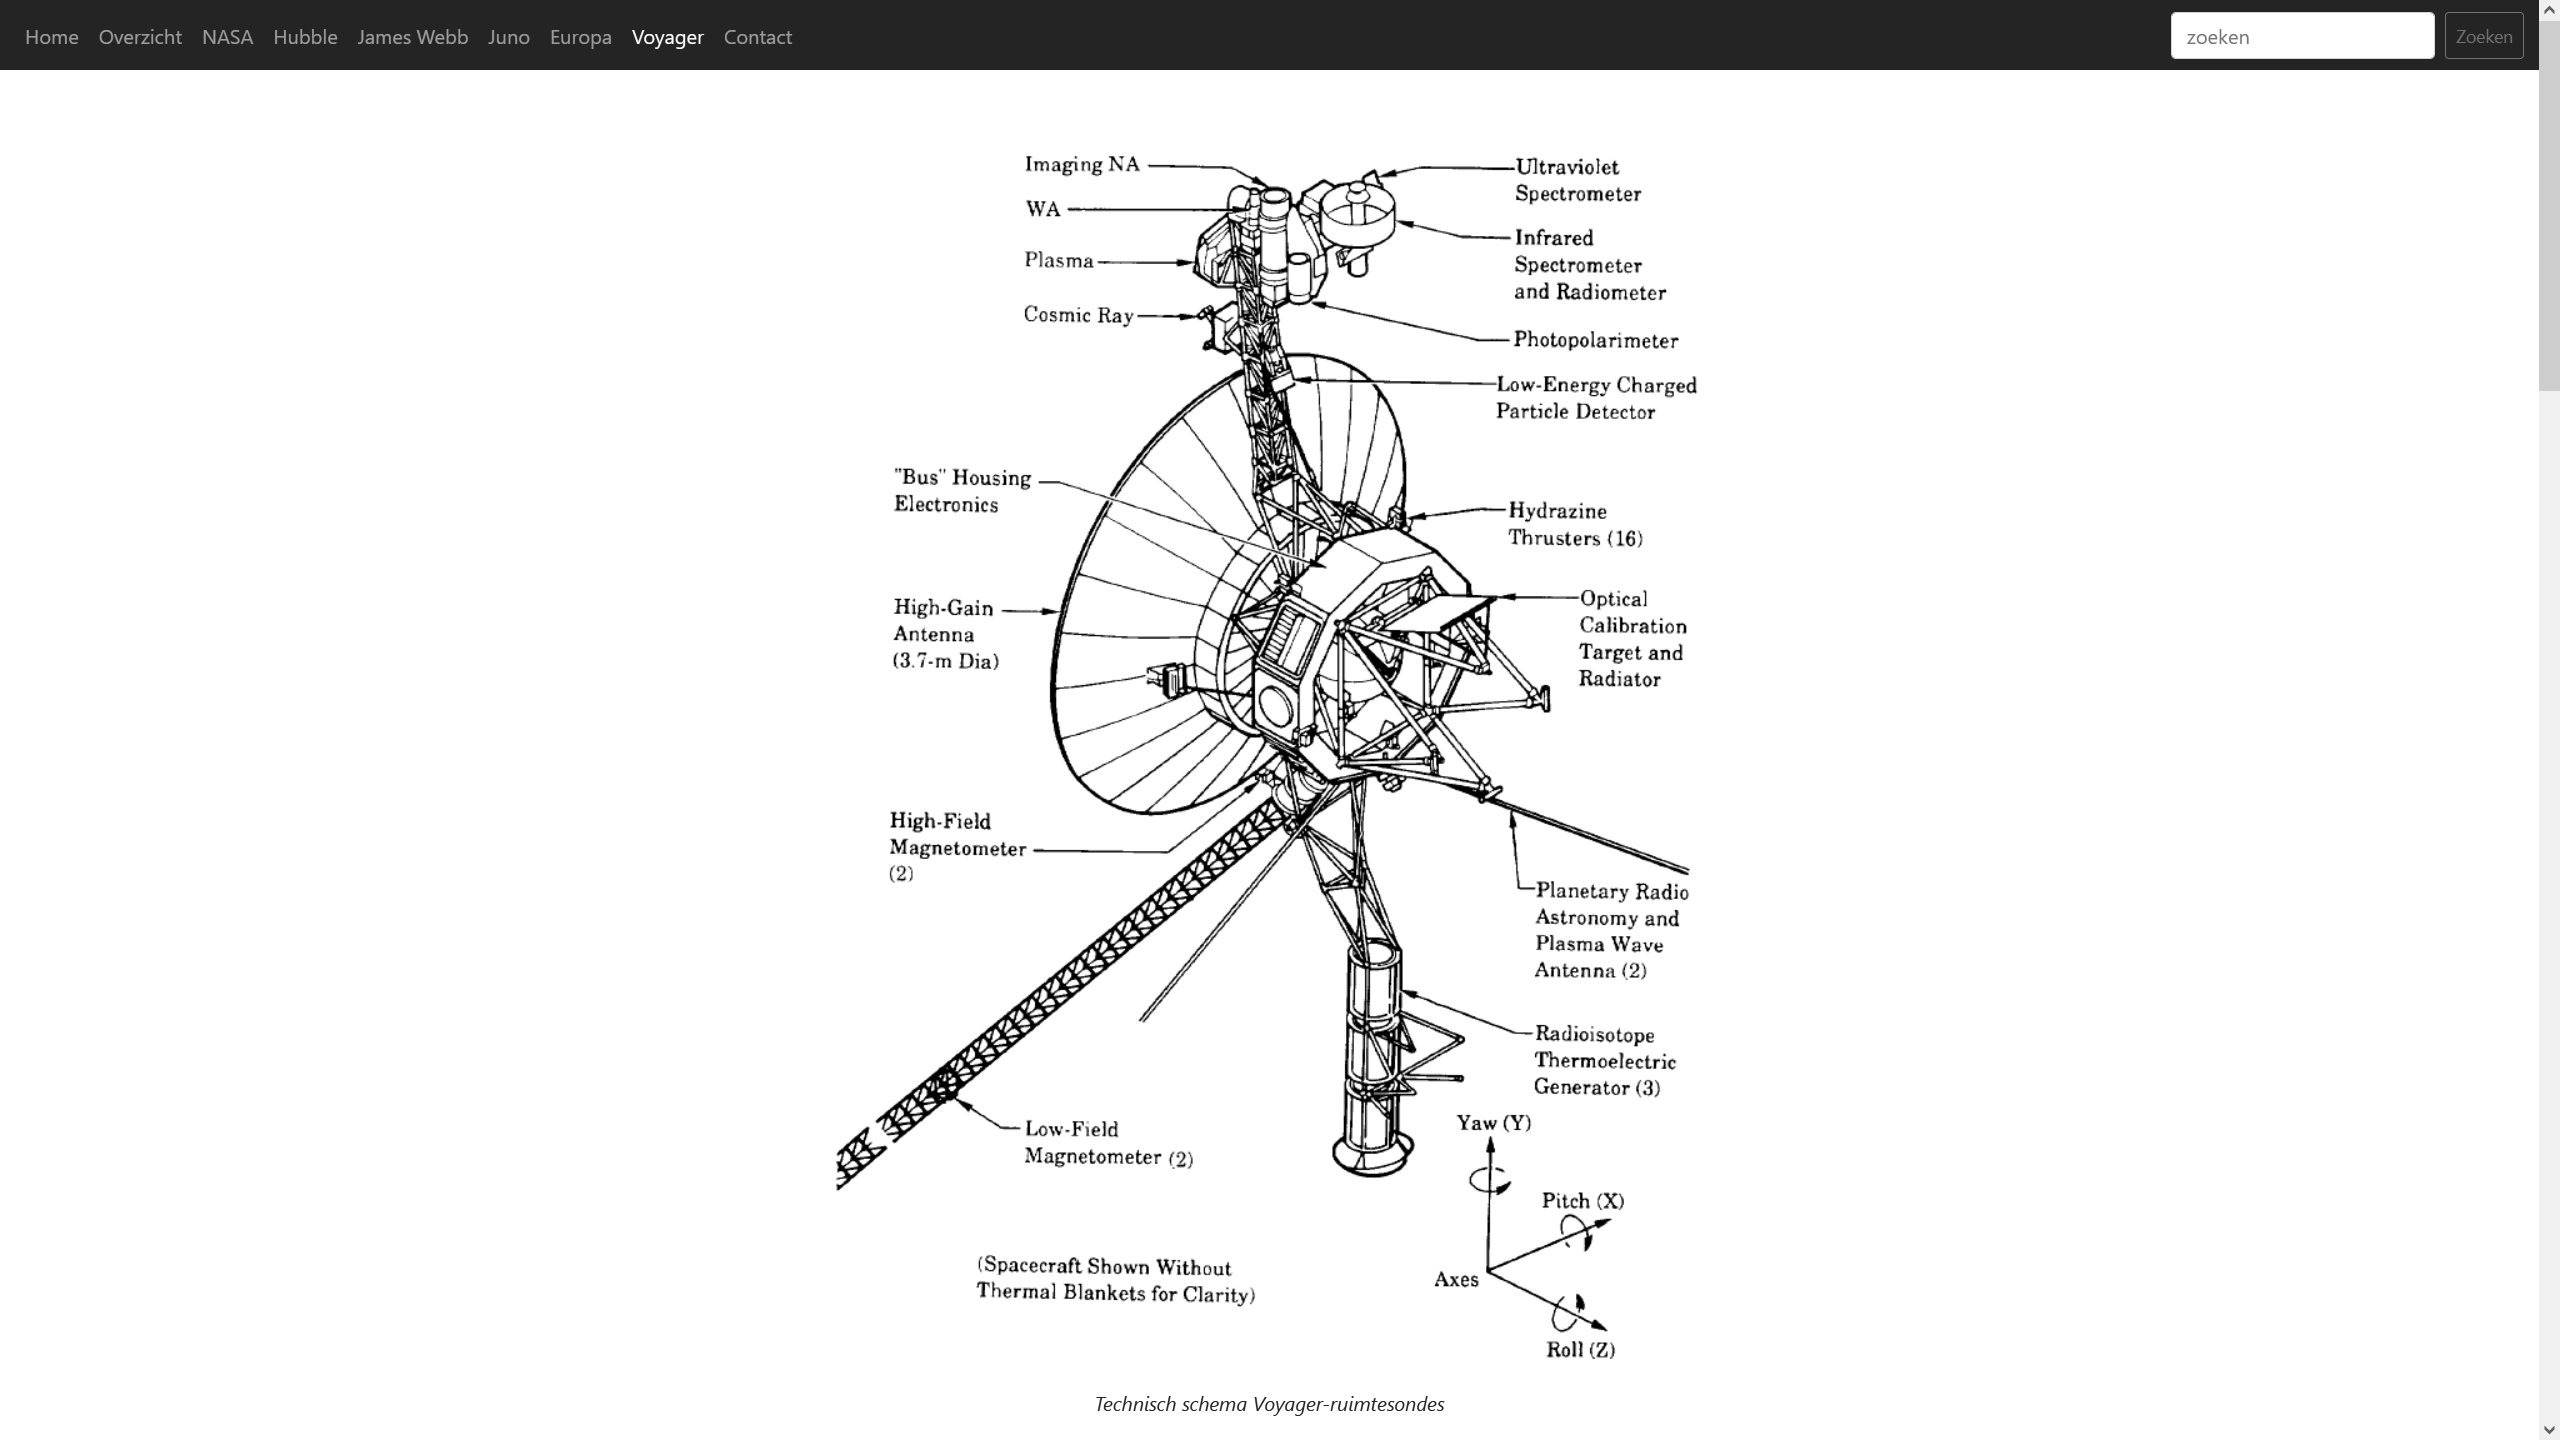 Home Overzicht NASA Hubble James Webb Juno Europa Voyager Contact
zoeken
Zoeken
Imaging NA
WA
Plasma
Cosmic Ray
Ultraviolet
Spectrometer
Infrared
Spectrometer
and Radiometer
Photopolarimeter
Low-Energy Charged
Particle Detector
"Bus" Housing
Electronics
Hydrazine
Thrusters (16)
High-Gain
Antenna
(3.7-m Dia)
Optical
Calibration
Target and
Radiator
High-Field
Magnetometer
(2)
Planetary Radio
Astronomy and
Plasma Wave
Antenna (2)
Radioisotope
Thermoelectric
Generator (3)
Low-Field
Magnetometer (2)
Yaw (Y)
Pitch (X)
Axes
Roll (Z)
(Spacecraft Shown Without
Thermal Blankets for Clarity)
Technisch schema Voyager-ruimtesondes